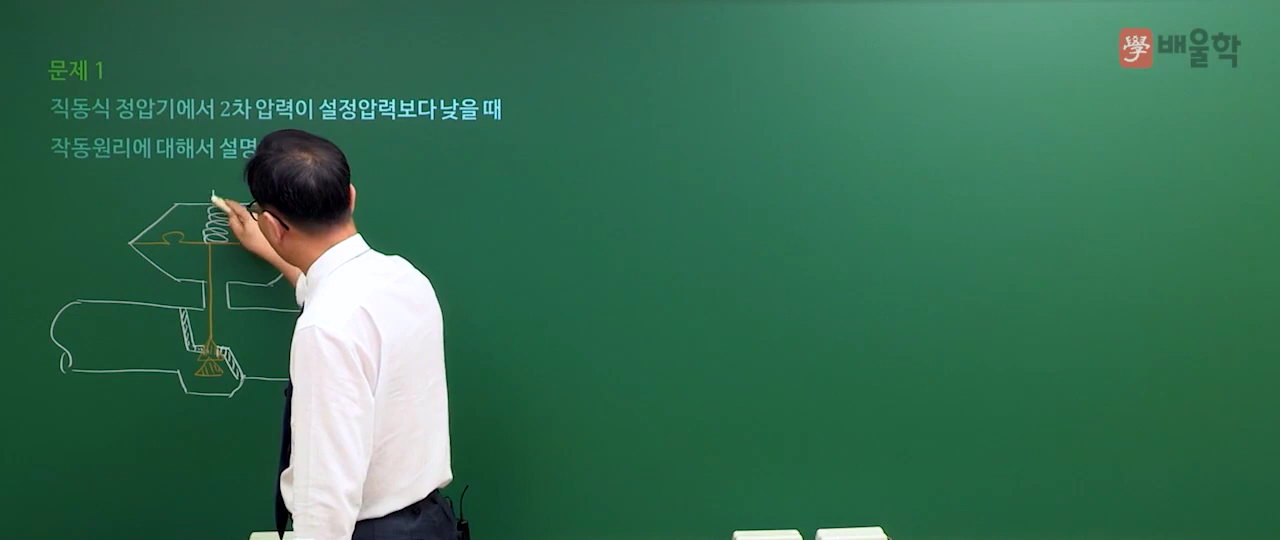 學 배울학
문제 1
직동식 정압기에서 2차 압력이 설정압력보다 낮을 때
작동원리에 대해서 설명